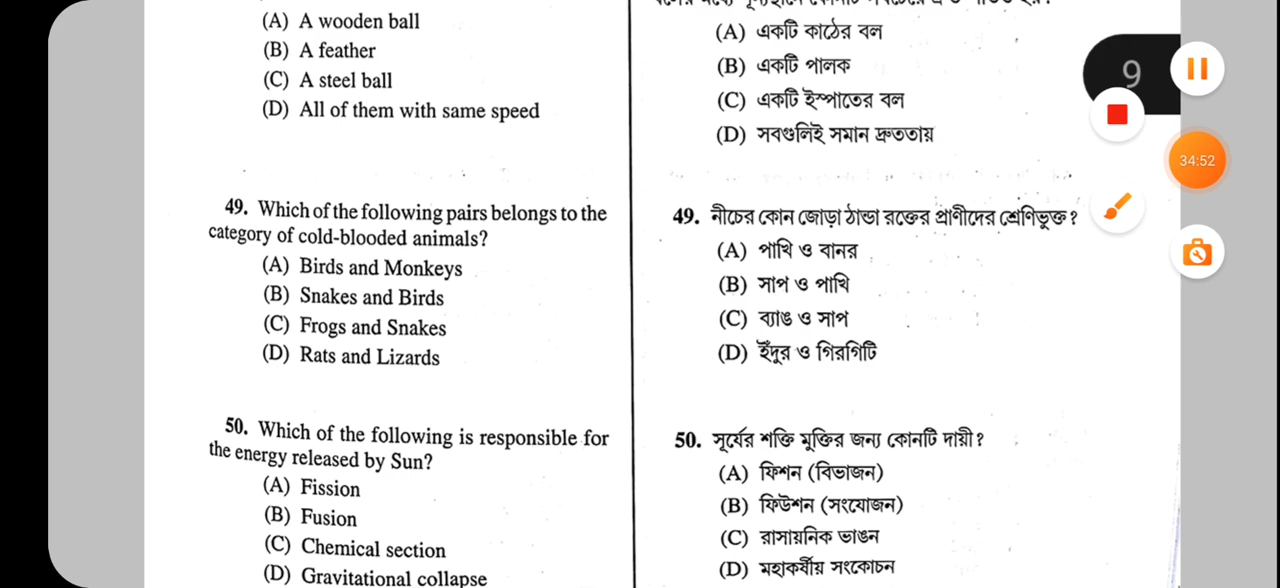 (A) A wooden ball
(B) A feather
(C) A steel ball
(D) All of them with same speed
49. Which of the following pairs belongs to the
category of cold-blooded animals?
(A) Birds and Monkeys
(B) Snakes and Birds
(C) Frogs and Snakes
(D) Rats and Lizards
50. Which of the following is responsible for
the energy released by Sun?
(A) Fission
(B) Fusion
(C) Chemical section
(D) Gravitational collapse
(A) একটি কাঠের বল
(B) একটি পালক
(C) একটি ইস্পাতের বল
(D) সবগুলিই সমান দ্রুততায়
49. নীচের কোন জোড়া ঠান্ডা রক্তের প্রাণীদের শ্রেণিভুক্ত?
(A) পাখি ও বানর
(B) সাপ ও পাখি
(C) ব্যাঙ ও সাপ
(D) ইঁদুর ও গিরগিটি
50. সূর্যের শক্তি মুক্তির জন্য কোনটি দায়ী?
(A) ফিশন (বিভাজন)
(B) ফিউশন (সংযোজন)
(C) রাসায়নিক ভাঙন
(D) মহাকর্ষীয় সংকোচন
9
34:52